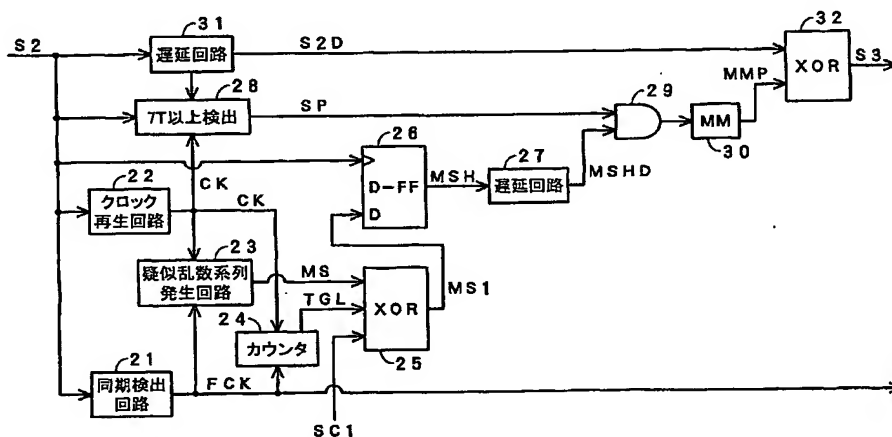 31
32
S2
遅延回路
S2D
XOR
S3
28
29
MMP
7T以上検出
SP
MM
26
30
27
CK
D-FF
MSH
遅延回路
MSHD
22
クロック
再生回路
CK
D
23
疑似乱数系列
発生回路
MS
XOR
MS1
24
TGL
カウンタ
25
21
同期検出
回路
FCK
SC1